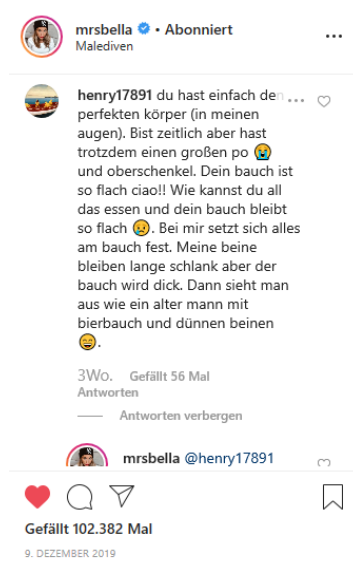 mrsbella • Abonniert
Malediven
henry17891 du hast einfach den
perfekten körper (in meinen
augen). Bist zeitlich aber hast
trotzdem einen großen po 😭
und oberschenkel. Dein bauch ist
so flach ciao!! Wie kannst du all
das essen und dein bauch bleibt
so flach 😢. Bei mir setzt sich alles
am bauch fest. Meine beine
bleiben lange schlank aber der
bauch wird dick. Dann sieht man
aus wie ein alter mann mit
bierbauch und dünnen beinen
😄.
3Wo. Gefällt 56 Mal
Antworten
Antworten verbergen
mrsbella @henry17891
Gefällt 102.382 Mal
9. DEZEMBER 2019